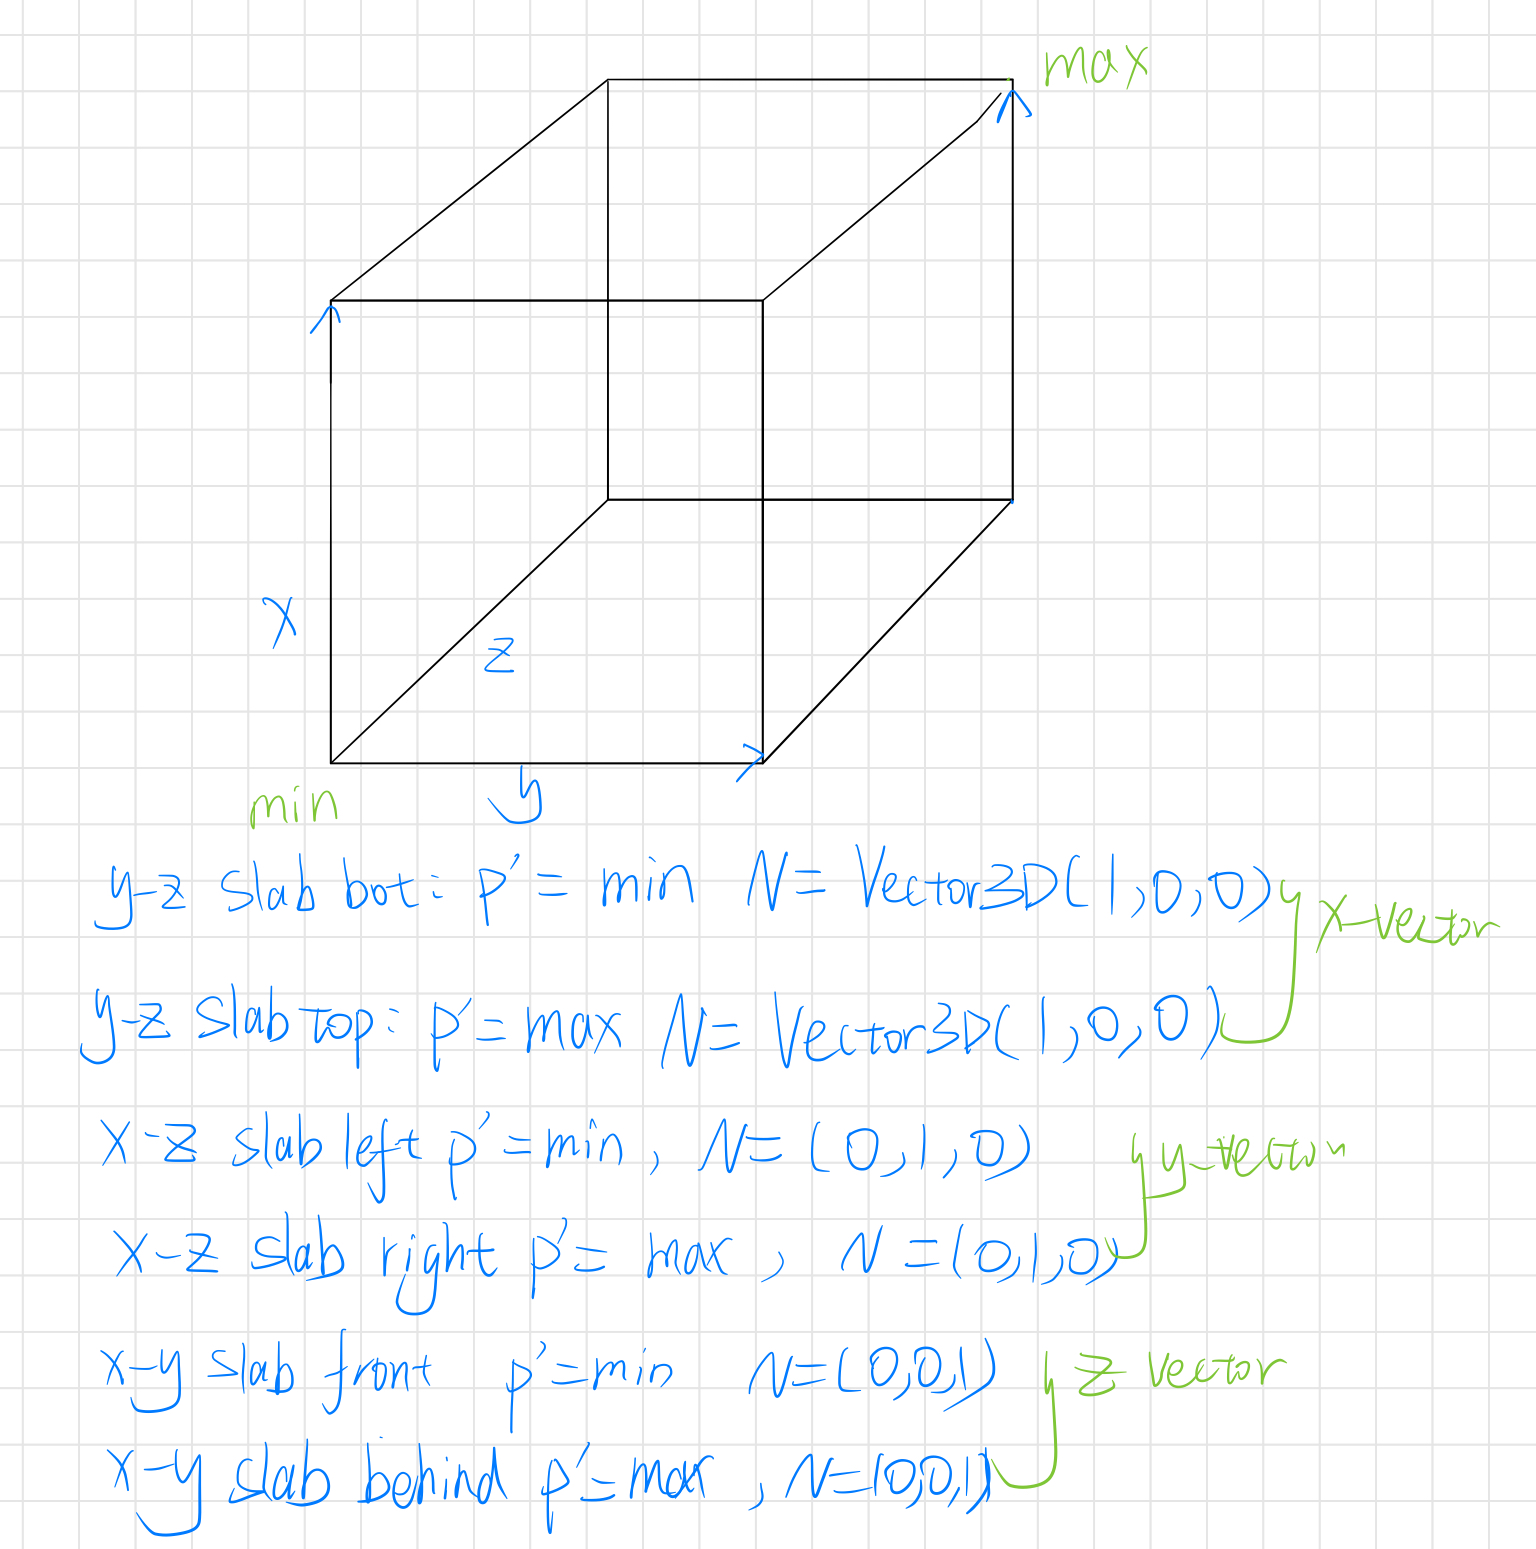 max
X
z
min
y
y-z slab bot: p' = min N = Vector3D(1,0,0) x-vector
y-z slab top: p' = max N = Vector3D(1,0,0)
x-z slab left p' = min, N = (0,1,0) y-vector
x-z slab right p' = max, N = (0,1,0)
x-y slab front p' = min N = (0,0,1) z vector
x-y slab behind p' = max, N = (0,0,1)